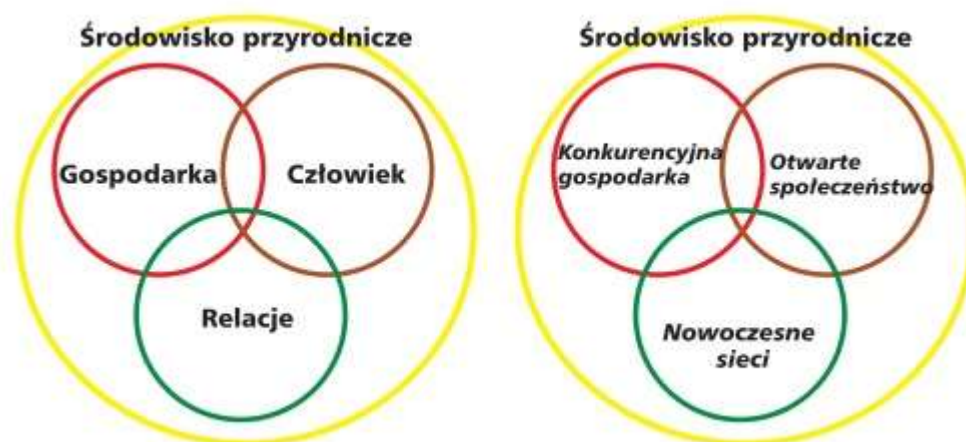 Środowisko przyrodnicze
Gospodarka
Człowiek
Relacje
Środowisko przyrodnicze
Konkurencyjna
gospodarka
Otwarte
społeczeństwo
Nowoczesne
sieci